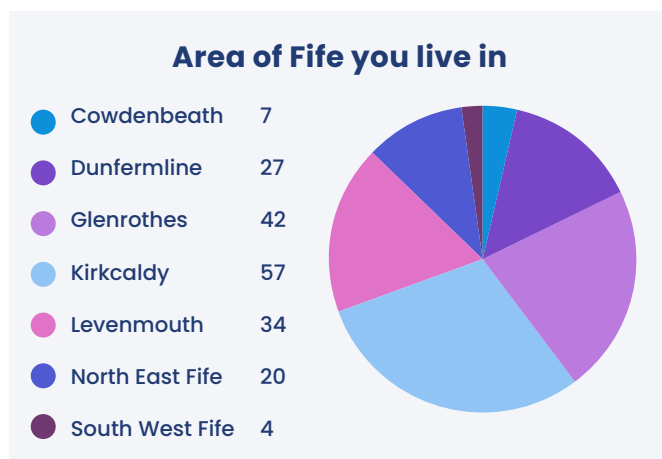 Area of Fife you live in
Cowdenbeath 7
Dunfermline 27
Glenrothes 42
Kirkcaldy 57
Levenmouth 34
North East Fife 20
South West Fife 4